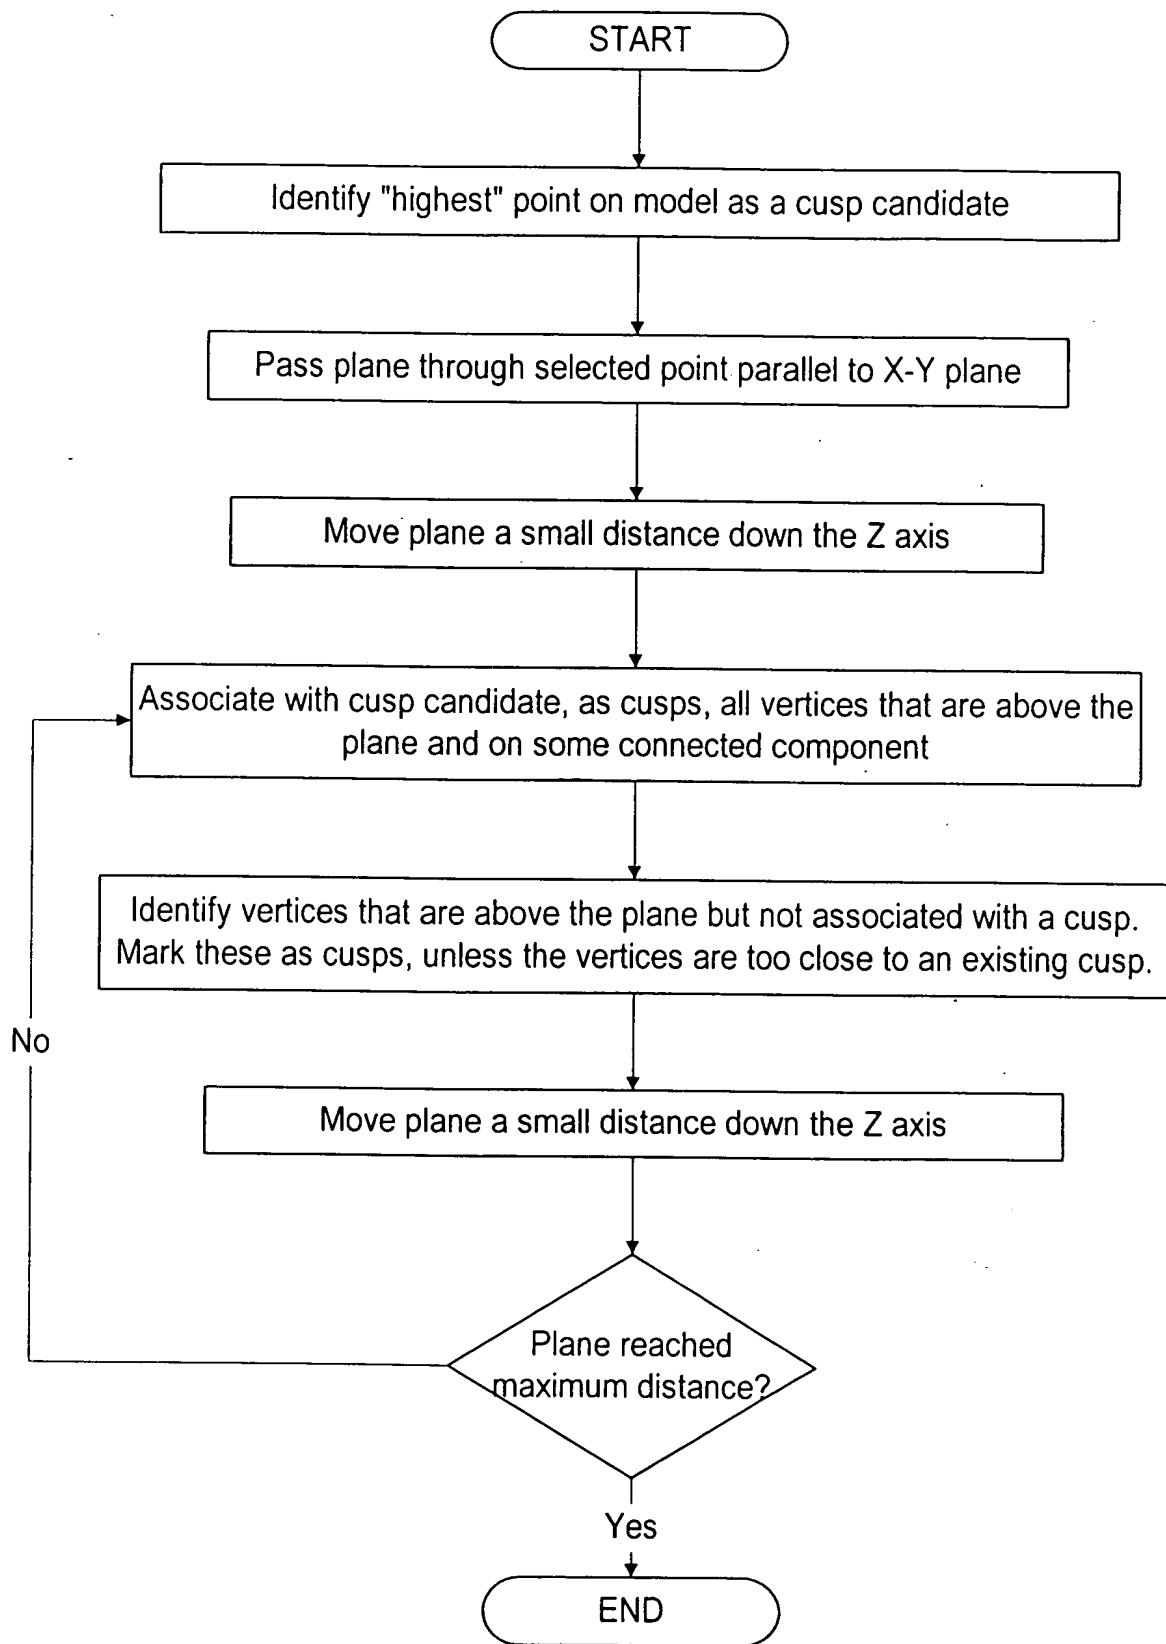 START
Identify "highest" point on model as a cusp candidate
Pass plane through selected point parallel to X-Y plane
Move plane a small distance down the Z axis
Associate with cusp candidate, as cusps, all vertices that are above the
plane and on some connected component
Identify vertices that are above the plane but not associated with a cusp.
Mark these as cusps, unless the vertices are too close to an existing cusp.
No
Move plane a small distance down the Z axis
Plane reached
maximum distance?
Yes
END